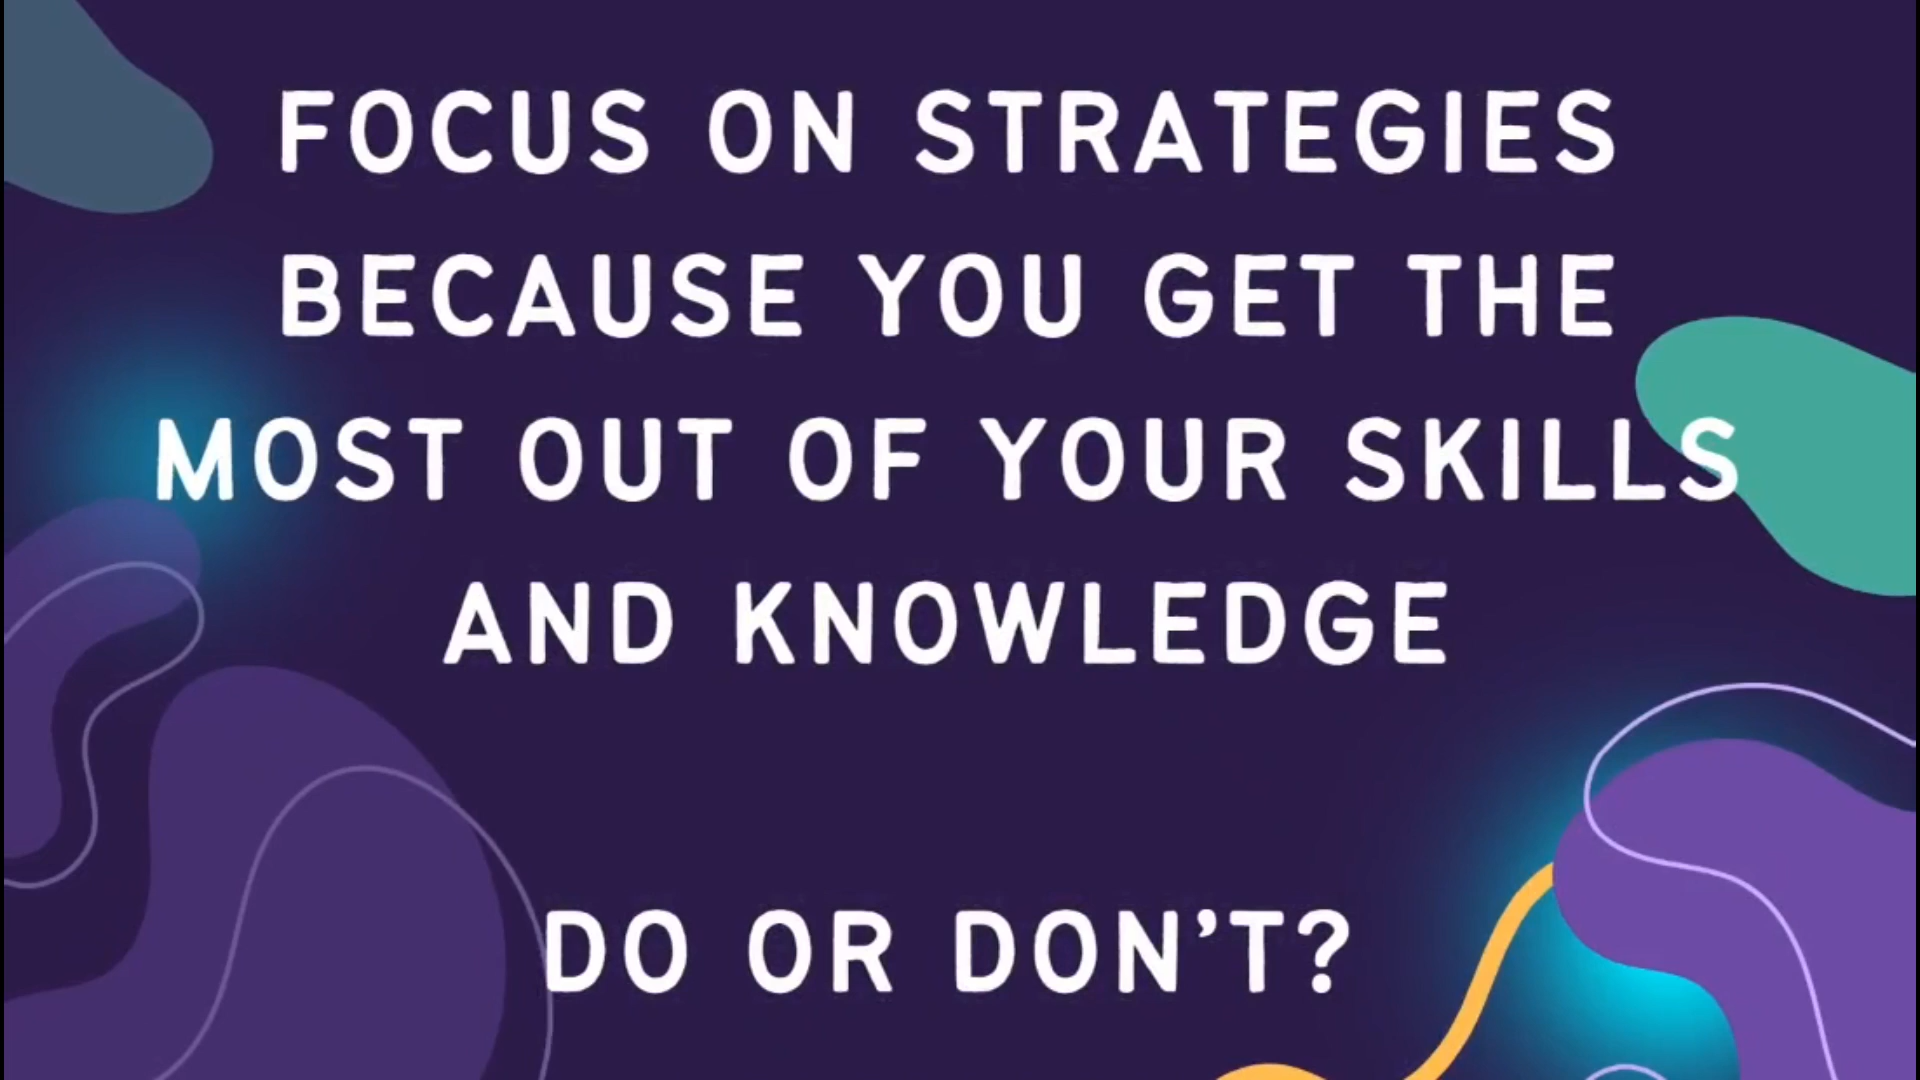 FOCUS ON STRATEGIES
BECAUSE YOU GET THE
MOST OUT OF YOUR SKILLS
AND KNOWLEDGE
DO OR DON’T?